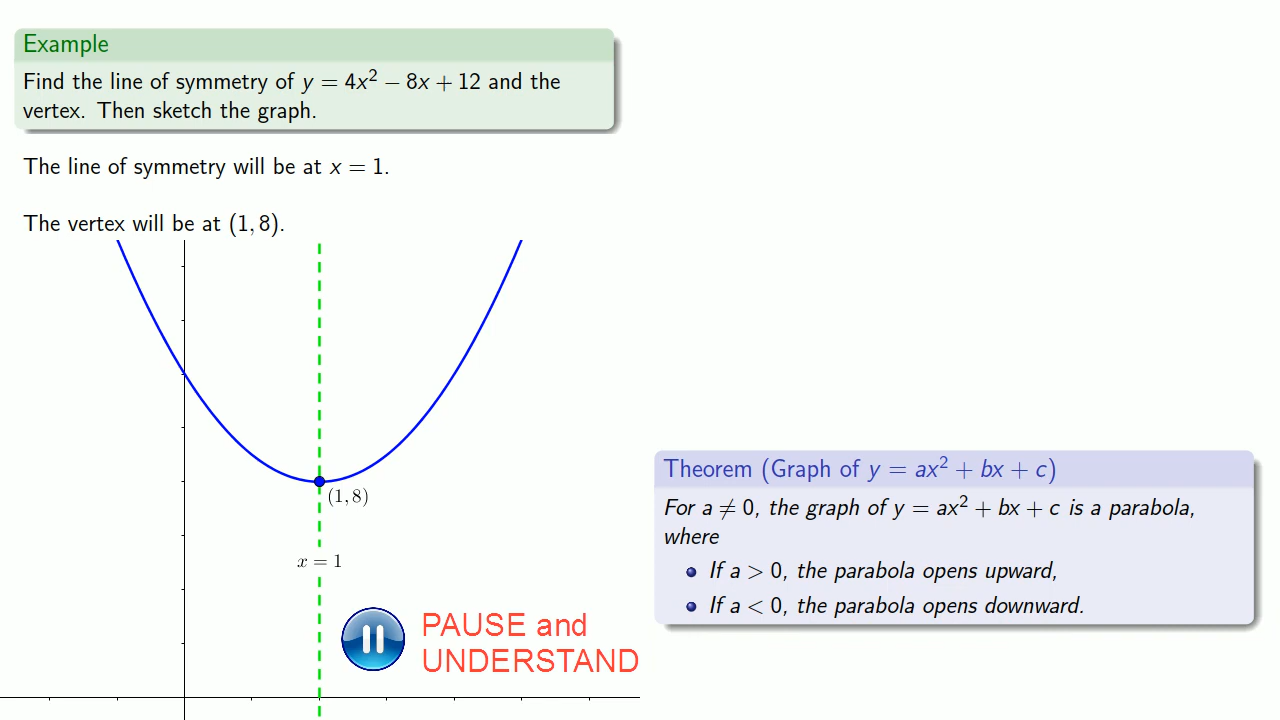 Example
Find the line of symmetry of y = 4x² − 8x + 12 and the
vertex. Then sketch the graph.
The line of symmetry will be at x = 1.
The vertex will be at (1, 8).
(1, 8)
x = 1
PAUSE and
UNDERSTAND
Theorem (Graph of y = ax² + bx + c)
For a ≠ 0, the graph of y = ax² + bx + c is a parabola,
where
If a > 0, the parabola opens upward,
If a < 0, the parabola opens downward.